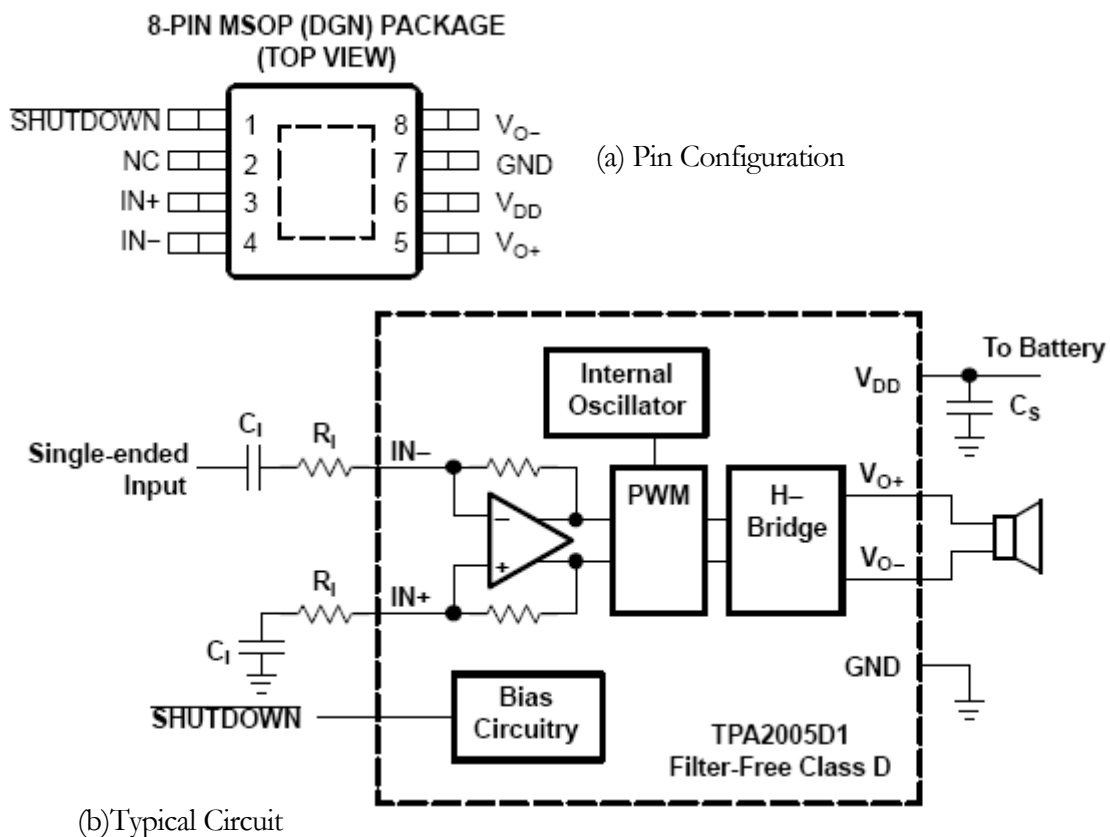 8-PIN MSOP (DGN) PACKAGE
(TOP VIEW)
SHUTDOWN 1 8 VO−
NC 2 7 GND
IN+ 3 6 VDD
IN− 4 5 VO+
(a) Pin Configuration
To Battery
VDD
CS
Internal
Oscillator
Single-ended
Input
CI
RI
IN−
−
+
PWM
H−
Bridge
VO+
VO−
RI
IN+
CI
GND
SHUTDOWN
Bias
Circuitry
TPA2005D1
Filter-Free Class D
(b)Typical Circuit